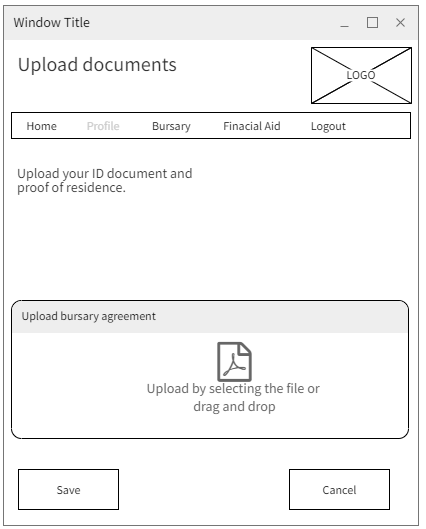 Window Title
Upload documents
LOGO
Home Profile Bursary Finacial Aid Logout
Upload your ID document and
proof of residence.
Upload bursary agreement
Upload by selecting the file or
drag and drop
Save Cancel